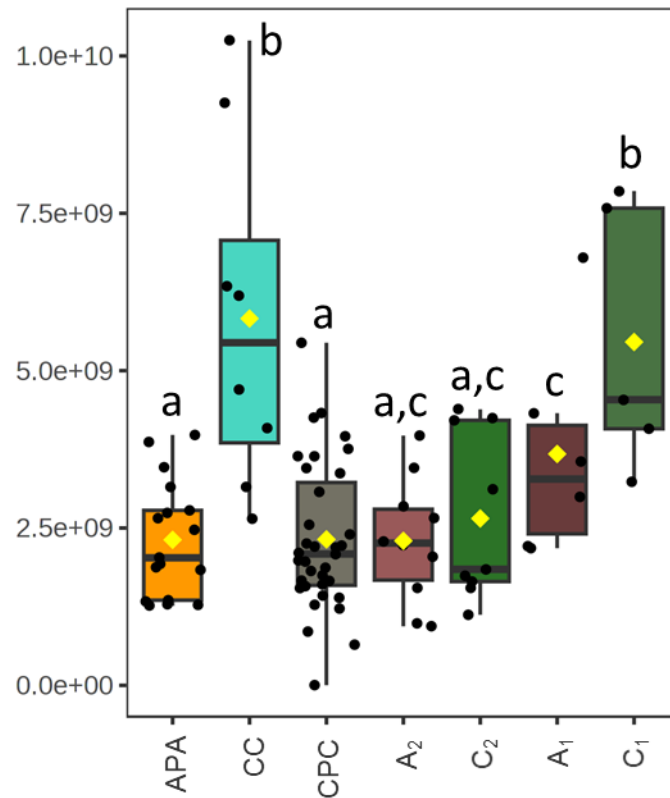 1.0e+10
7.5e+09
5.0e+09
2.5e+09
0.0e+00
a
b
a
a,c
a,c
c
b
APA
CC
CPC
A₂
C₂
A₁
C₁